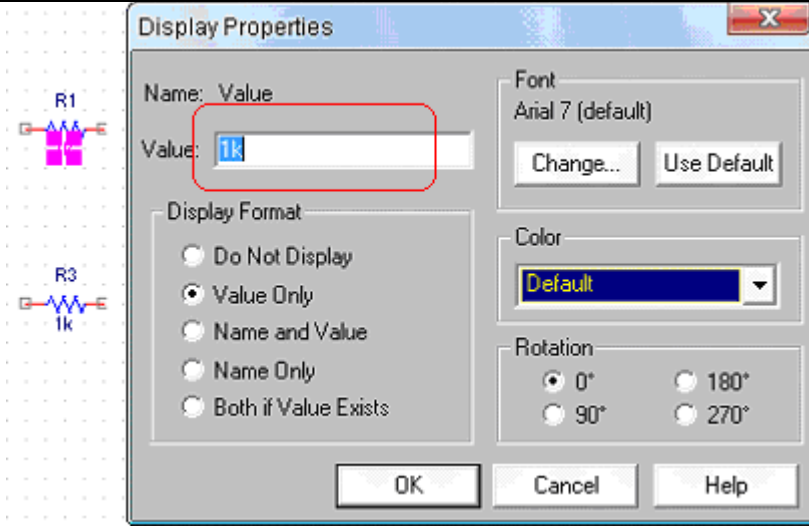 Display Properties
R1
R3
1k
Name: Value
Value: 1k
Display Format
Do Not Display
Value Only
Name and Value
Name Only
Both if Value Exists
Font
Arial 7 (default)
Change... Use Default
Color
Default
Rotation
0° 180°
90° 270°
OK Cancel Help